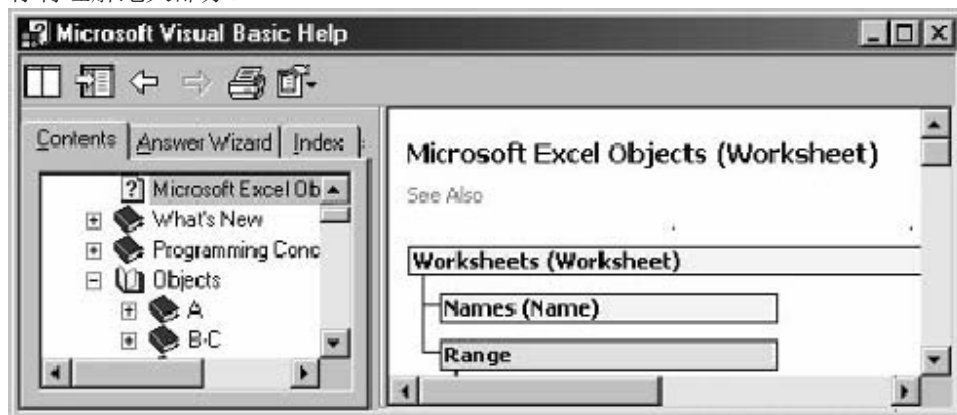 Microsoft Visual Basic Help
Contents
Answer Wizard
Index
Microsoft Excel Ob
What's New
Programming Conc
Objects
A
B-C
Microsoft Excel Objects (Worksheet)
See Also
Worksheets (Worksheet)
Names (Name)
Range